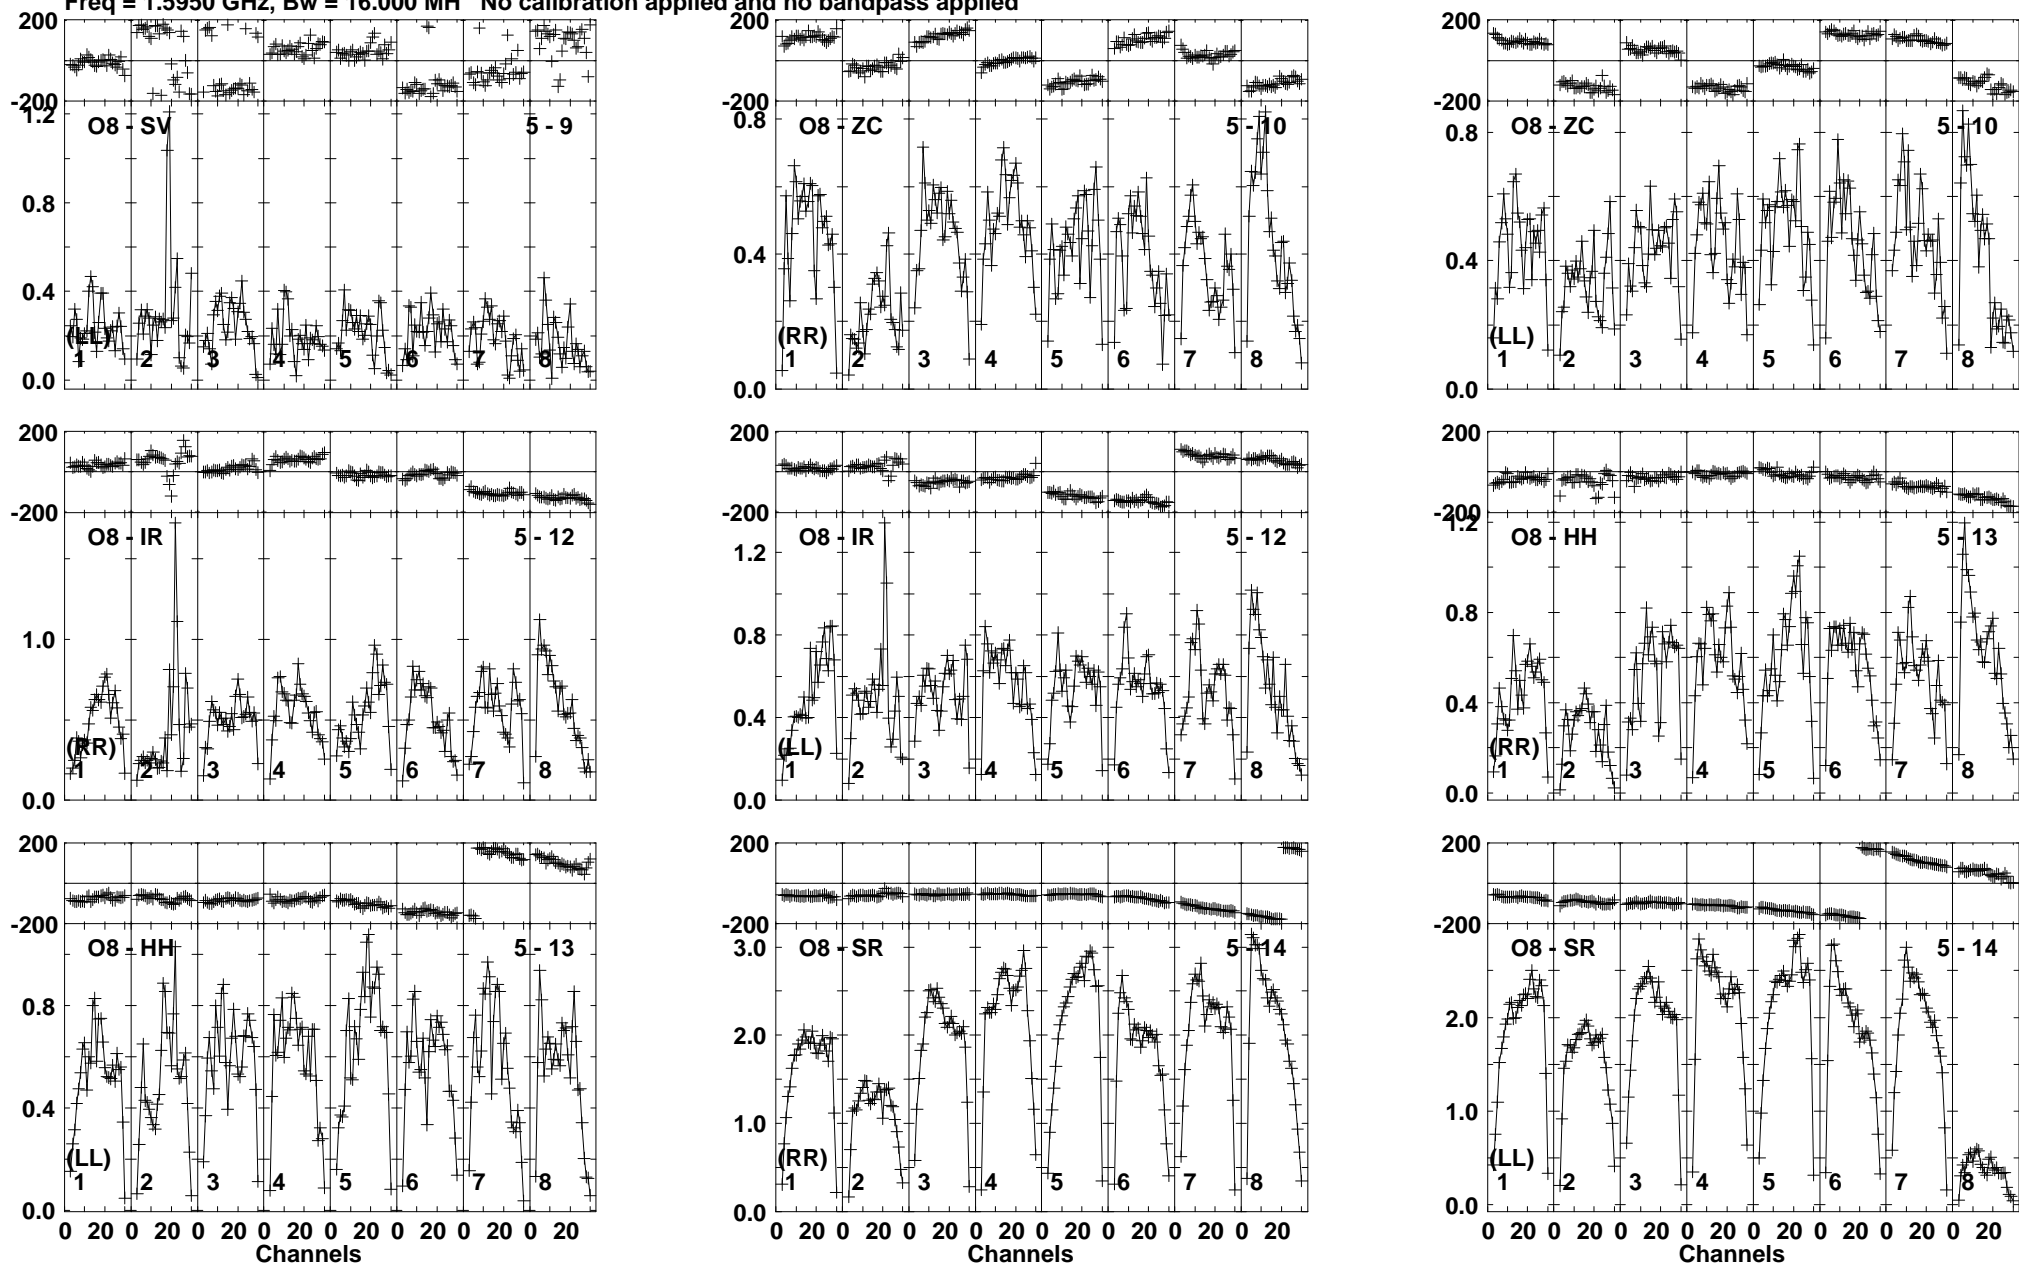 Freq = 1.5950 GHz, Bw = 16.000 MH No calibration applied and no bandpass applied
200 200 200
-200 -200 -200
1.2 O8 - SV 5 - 9
0.8
0.4
0.0
(LL)
1 2 3 4 5 6 7 8
O8 - ZC 5 - 10
0.8
0.4
0.0
(RR)
1 2 3 4 5 6 7 8
O8 - ZC 5 - 10
0.8
0.4
0.0
(LL)
1 2 3 4 5 6 7 8
200 200 200
-200 -200 -200
O8 - IR 5 - 12
1.0
0.0
(RR)
1 2 3 4 5 6 7 8
O8 - IR 5 - 12
1.2
0.8
0.4
0.0
(LL)
1 2 3 4 5 6 7 8
1.2 O8 - HH 5 - 13
0.8
0.4
0.0
(RR)
1 2 3 4 5 6 7 8
200 200 200
-200 -200 -200
O8 - HH 5 - 13
0.8
0.4
0.0
(LL)
1 2 3 4 5 6 7 8
0 20 0 20 0 20 0 20 0 20 0 20 0 20 0 20
Channels
O8 - SR 5 - 14
3.0
2.0
1.0
0.0
(RR)
1 2 3 4 5 6 7 8
0 20 0 20 0 20 0 20 0 20 0 20 0 20 0 20
Channels
O8 - SR 5 - 14
2.0
1.0
0.0
(LL)
1 2 3 4 5 6 7 8
0 20 0 20 0 20 0 20 0 20 0 20 0 20 0 20
Channels